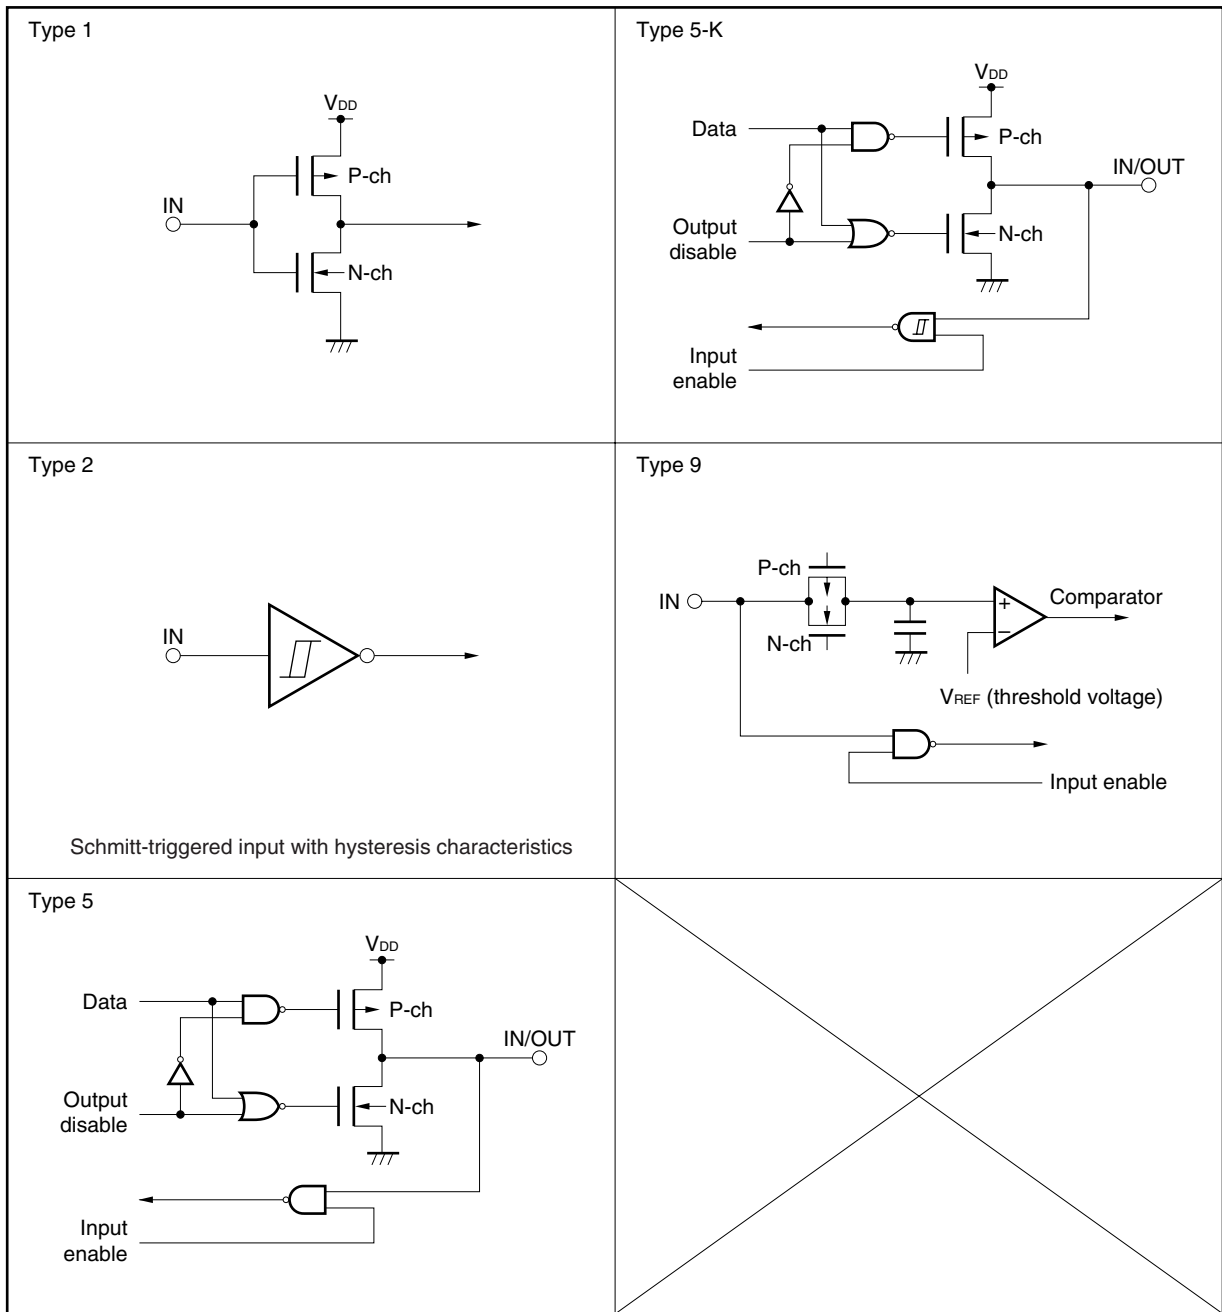 Type 1
VDD
P-ch
IN
N-ch
Type 5-K
VDD
Data
P-ch
IN/OUT
Output
disable
N-ch
Input
enable
Type 2
IN
Schmitt-triggered input with hysteresis characteristics
Type 9
P-ch
IN
N-ch
+
−
Comparator
VREF (threshold voltage)
Input enable
Type 5
VDD
Data
P-ch
IN/OUT
Output
disable
N-ch
Input
enable